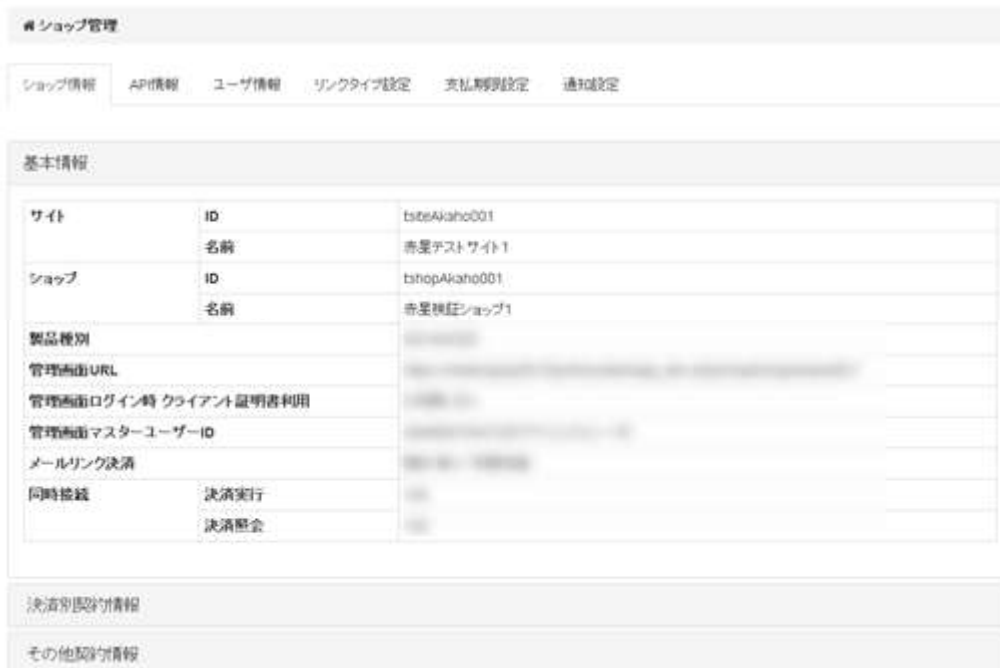 ショップ管理
ショップ情報 API情報 ユーザ情報 リンクタイプ設定 支払期限設定 通知設定
基本情報
サイト ID tsiteAkaho001
名前 赤星テストサイト1
ショップ ID tshopAkaho001
名前 赤星検証ショップ1
製品種別
管理画面URL
管理画面ログイン時 クライアント証明書利用
管理画面マスターユーザーID
メールリンク決済
同時接続 決済実行
決済照会
決済別契約情報
その他契約情報